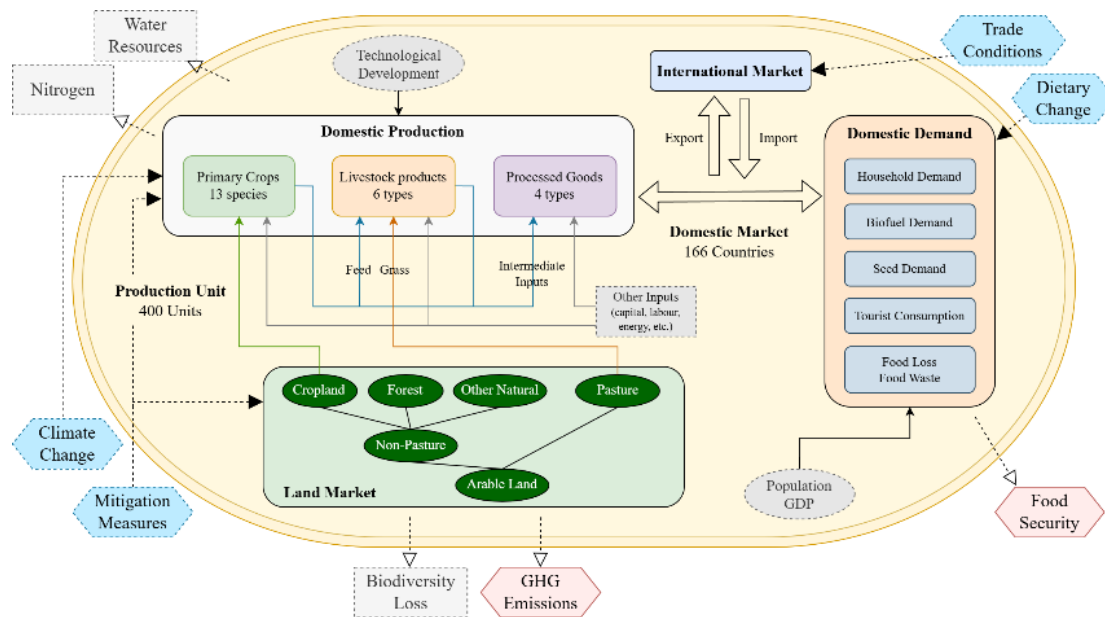 Water
Resources
Nitrogen
Technological
Development
International Market
Trade
Conditions
Dietary
Change
Domestic Production
Primary Crops
13 species
Livestock products
6 types
Processed Goods
4 types
Export
Import
Domestic Market
166 Countries
Domestic Demand
Household Demand
Biofuel Demand
Seed Demand
Tourist Consumption
Food Loss
Food Waste
Feed
Grass
Intermediate
Inputs
Other Inputs
(capital, labour,
energy, etc.)
Production Unit
400 Units
Cropland
Forest
Other Natural
Pasture
Non-Pasture
Arable Land
Land Market
Climate
Change
Mitigation
Measures
Population
GDP
Food
Security
Biodiversity
Loss
GHG
Emissions